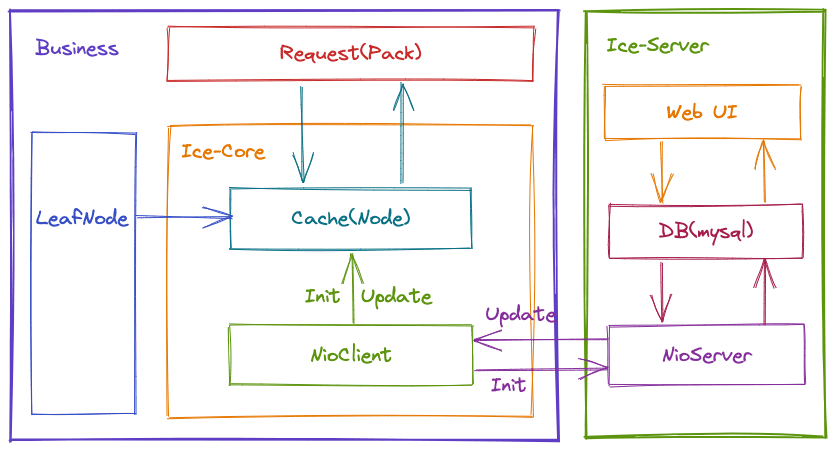 Business
Request(Pack)
Ice-Core
LeafNode
Cache(Node)
Init Update
NioClient
Update
Init
Ice-Server
Web UI
DB(mysql)
NioServer